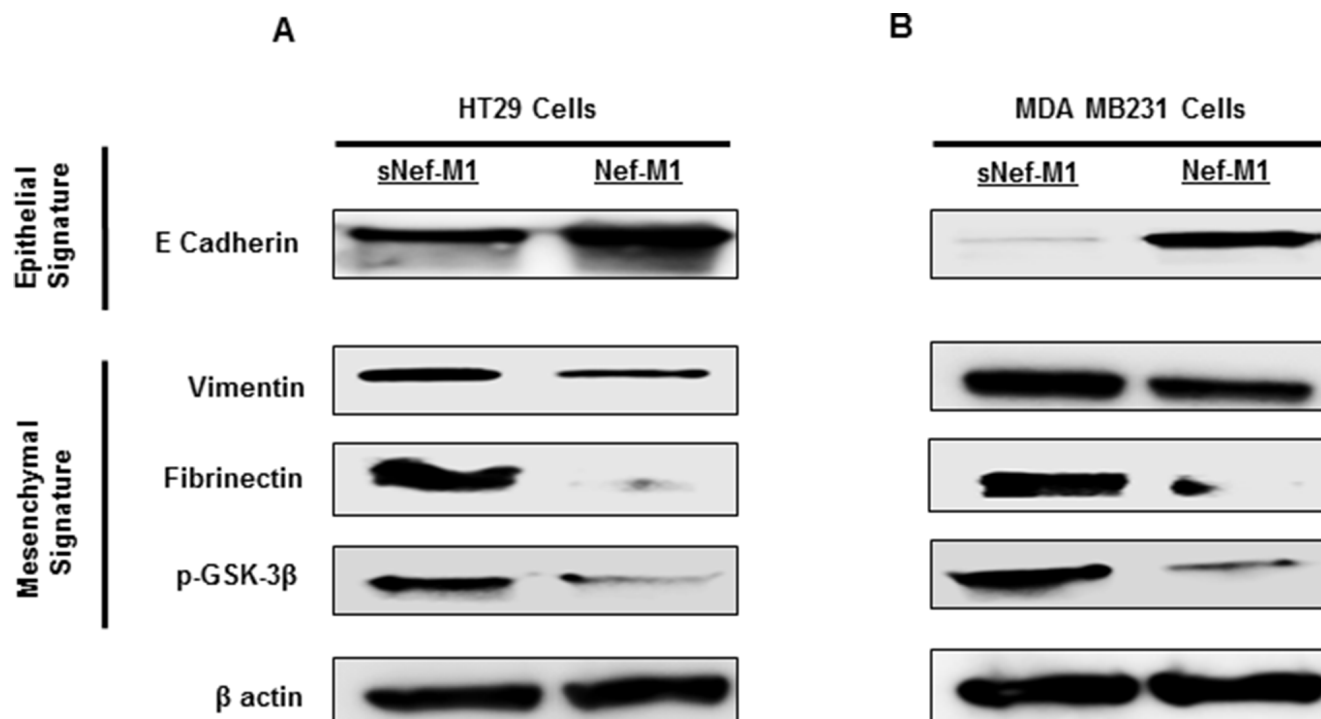 A
B
HT29 Cells
MDA MB231 Cells
sNef-M1
Nef-M1
sNef-M1
Nef-M1
Epithelial
Signature
E Cadherin
Mesenchymal
Signature
Vimentin
Fibrinectin
p-GSK-3β
β actin